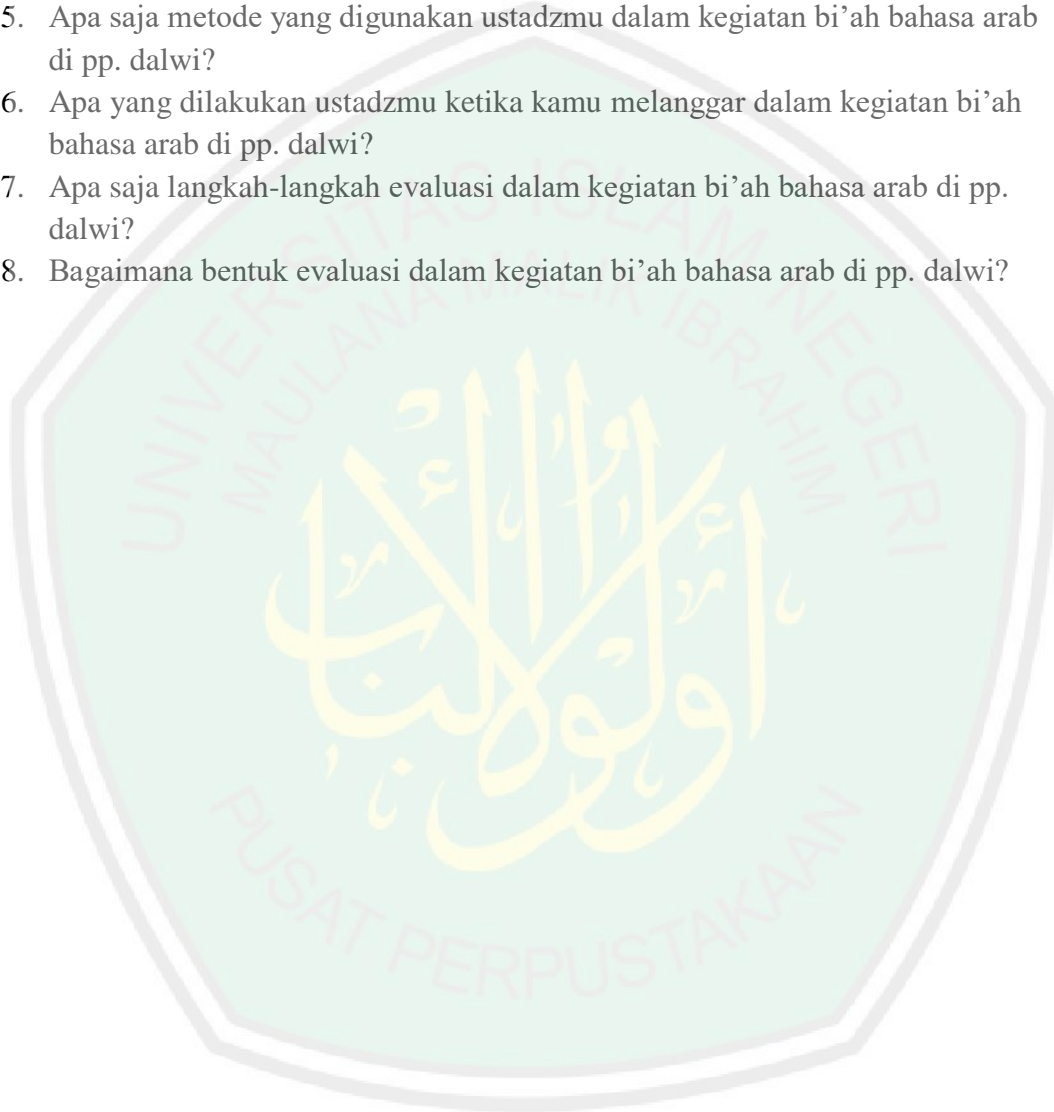 5. Apa saja metode yang digunakan ustadzmu dalam kegiatan bi’ah bahasa arab
di pp. dalwi?
6. Apa yang dilakukan ustadzmu ketika kamu melanggar dalam kegiatan bi’ah
bahasa arab di pp. dalwi?
7. Apa saja langkah-langkah evaluasi dalam kegiatan bi’ah bahasa arab di pp.
dalwi?
8. Bagaimana bentuk evaluasi dalam kegiatan bi’ah bahasa arab di pp. dalwi?
UNIVERSITAS ISLAM NEGERI
MAULANA MALIK IBRAHIM
أولوا الألباب
PUSAT PERPUSTAKAAN